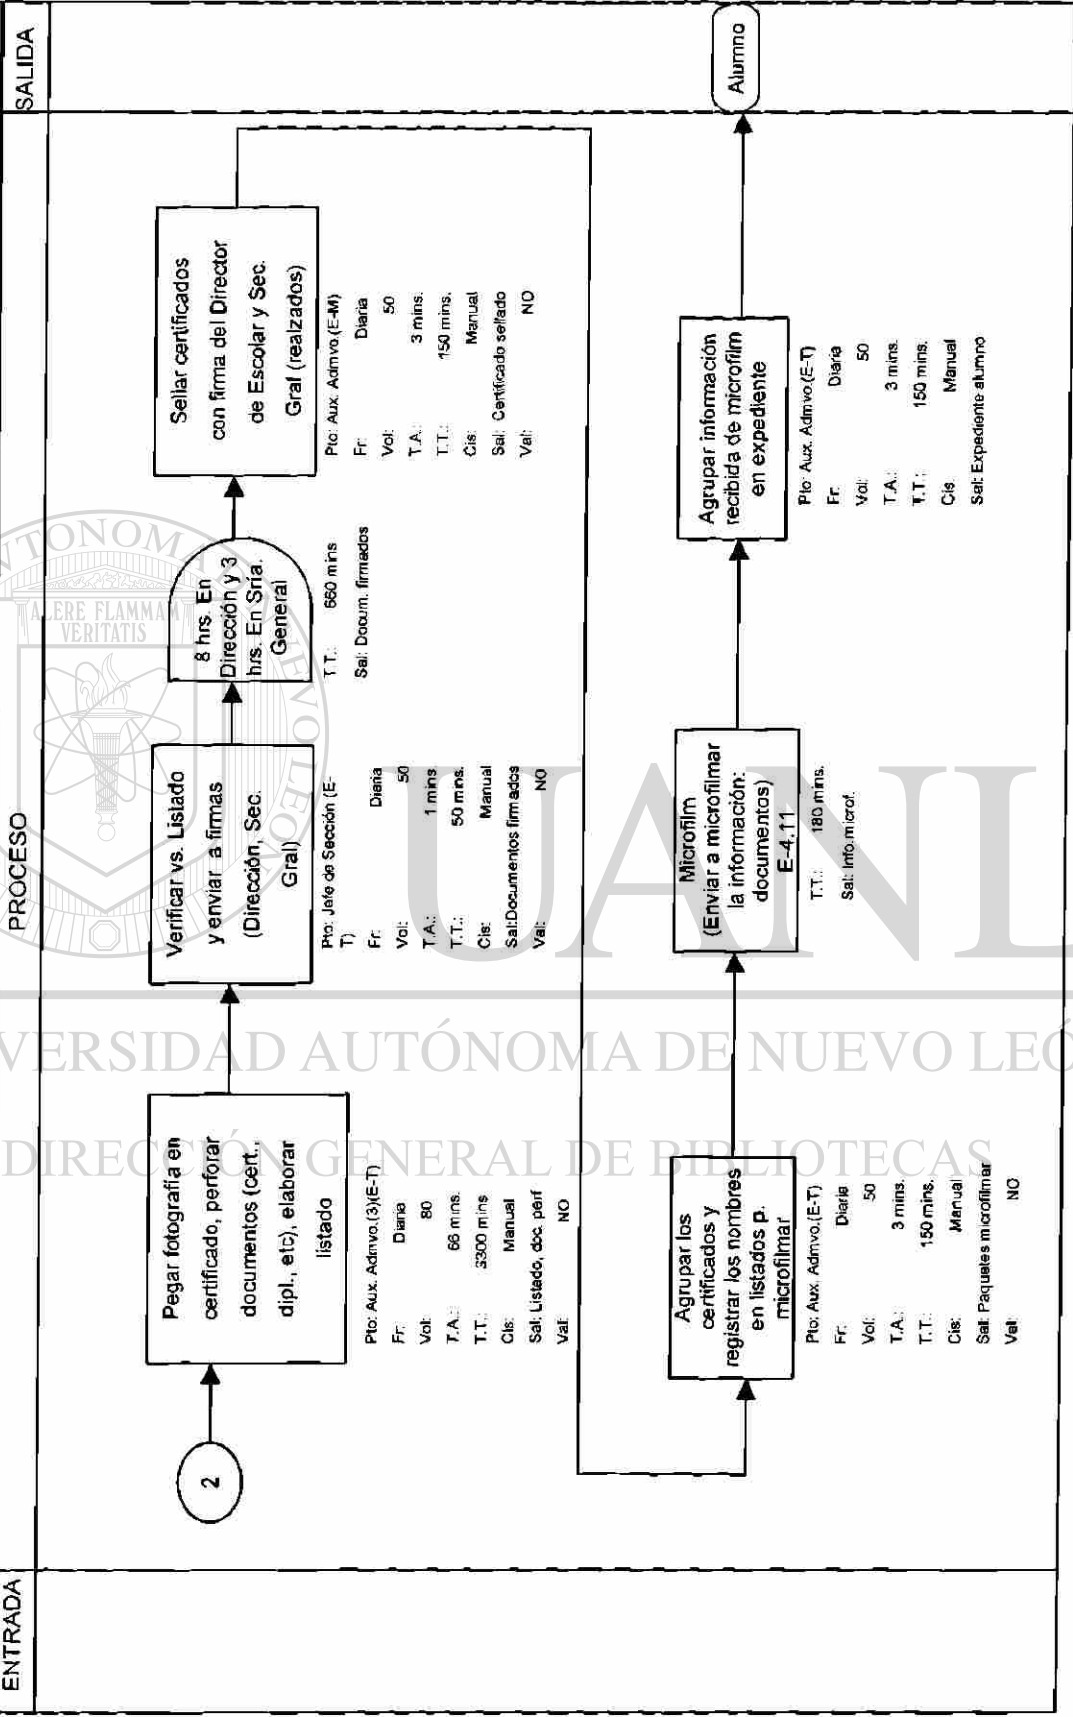 ENTRADA
PROCESO
SALIDA
2
Pegar fotografía en
certificado, perforar
documentos (cert.,
dipl., etc), elaborar
listado
Pto: Aux. Admvo.(3)(E-T)
Fr: Diaria
Vol: 80
T.A.: 66 mins.
T.T.: 3300 mins
Cis: Manual
Sal: Listado, doc. perf
Val: NO
Verificar vs. Listado
y enviar a firmas
(Dirección, Sec.
Gral)
Pto: Jefe de Sección (E-
T)
Fr: Diaria
Vol: 50
T.A.: 1 mins
T.T.: 50 mins.
Cis: Manual
Sal:Documentos firmados
Val: NO
8 hrs. En
Dirección y 3
hrs. En Sría.
General
T.T.: 660 mins
Sal: Docum. firmados
Sellar certificados
con firma del Director
de Escolar y Sec.
Gral (realzados)
Pto: Aux. Admvo.(E-M)
Fr: Diaria
Vol: 50
T.A.: 3 mins.
T.T.: 150 mins.
Cis: Manual
Sal: Certificado sellado
Val: NO
Agrupar los
certificados y
registrar los nombres
en listados p.
microfilmar
Pto: Aux. Admvo.(E-T)
Fr: Diaria
Vol: 50
T.A.: 3 mins.
T.T.: 150 mins.
Cis: Manual
Sal: Paquetes microfilmar
Val: NO
Microfilm
(Enviar a microfilmar
la información:
documentos)
E-4.11
T.T.: 180 mins.
Sal: Info.microf.
Agrupar información
recibida de microfilm
en expediente
Pto: Aux. Admvo.(E-T)
Fr: Diaria
Vol: 50
T.A.: 3 mins.
T.T.: 150 mins.
Cis Manual
Sal: Expediente alumno
Alumno
ALERE FLAMMAM
VERITATIS
UANL
VERSIDAD AUTÓNOMA DE NUEVO LEÓ
DIRECCIÓN GENERAL DE BIBLIOTECAS